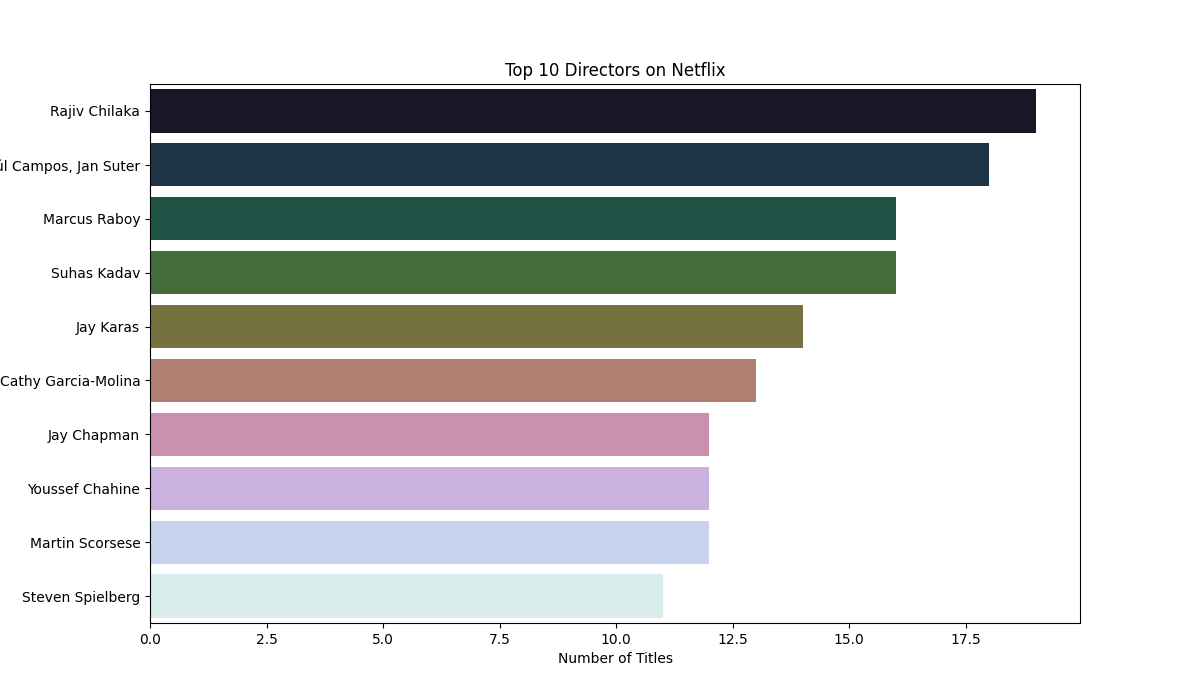 Top 10 Directors on Netflix
Rajiv Chilaka
Campos, Jan Suter
Marcus Raboy
Suhas Kadav
Jay Karas
Cathy Garcia-Molina
Jay Chapman
Youssef Chahine
Martin Scorsese
Steven Spielberg
0.0 2.5 5.0 7.5 10.0 12.5 15.0 17.5
Number of Titles